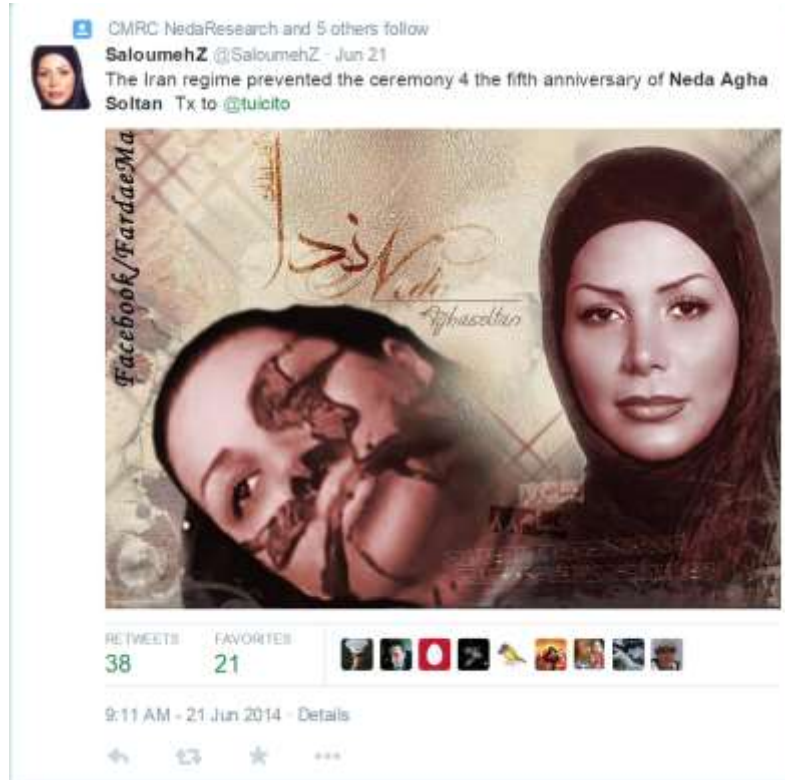 CMRC NedaResearch and 5 others follow
SaloumehZ @SaloumehZ · Jun 21
The Iran regime prevented the ceremony 4 the fifth anniversary of Neda Agha
Soltan Tx to @tuicito
Facebook/FardaeMa
ندا
Neda
Aghasoltan
RETWEETS FAVORITES
38 21
9:11 AM - 21 Jun 2014 · Details